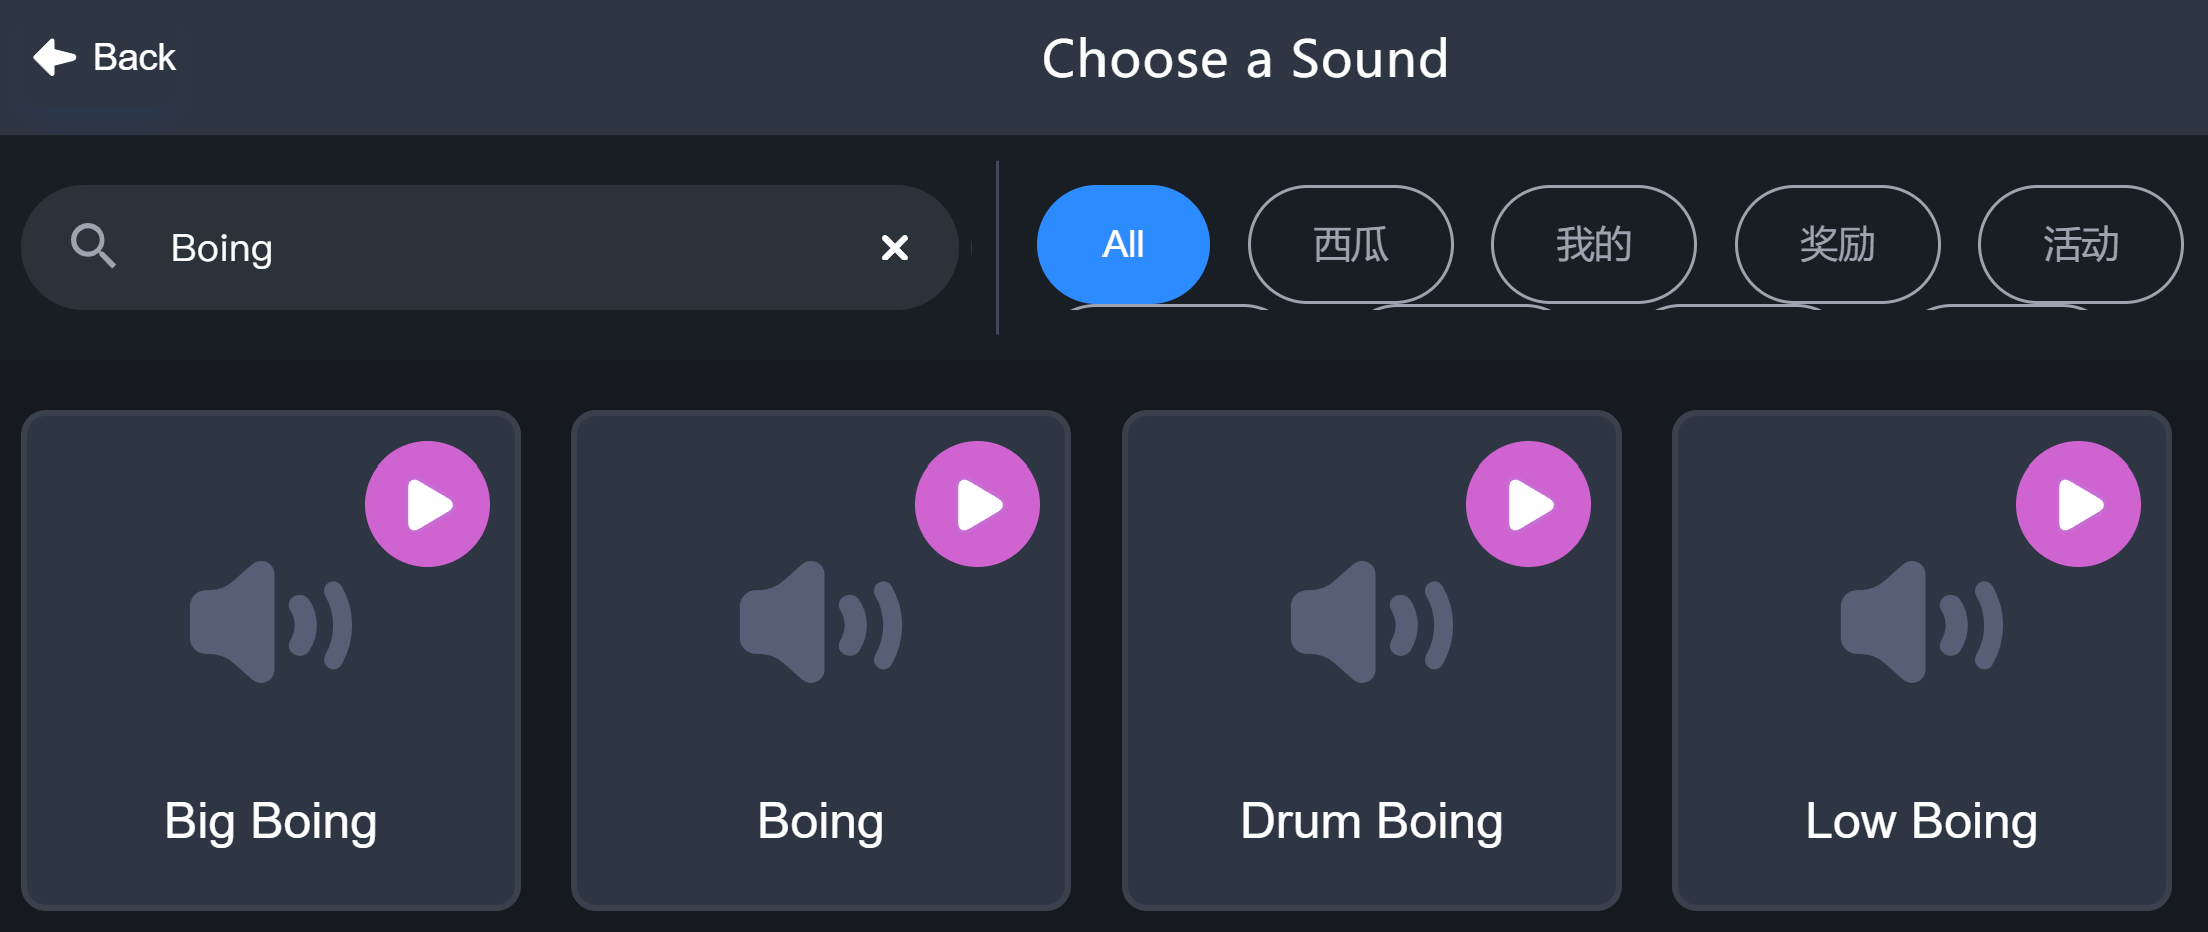 Back
Choose a Sound
Boing
All
西瓜
我的
奖励
活动
Big Boing
Boing
Drum Boing
Low Boing